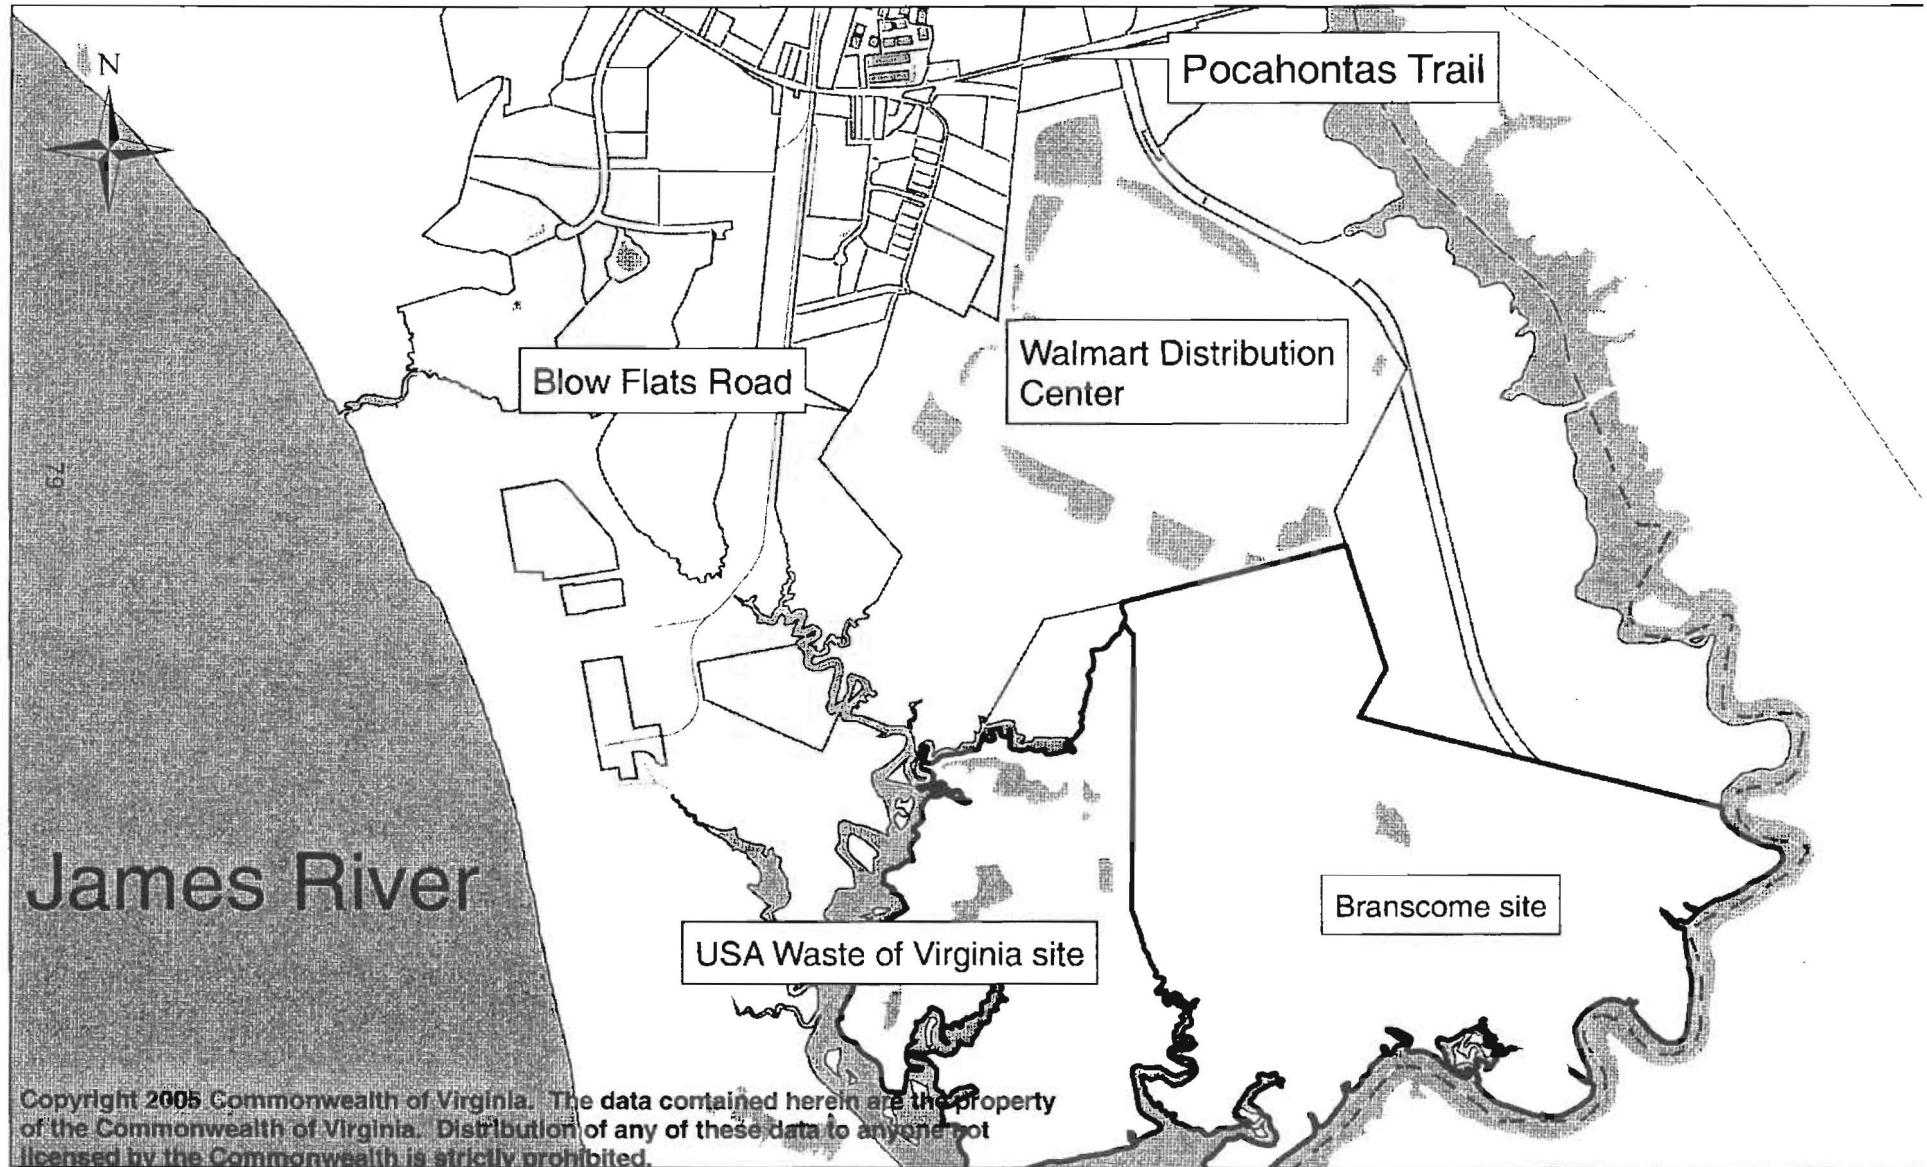 N
Pocahontas Trail
Walmart Distribution
Center
Blow Flats Road
79
James River
Branscome site
USA Waste of Virginia site
Copyright 2005 Commonwealth of Virginia. The data contained herein are the property
of the Commonwealth of Virginia. Distribution of any of these data to anyone not
licensed by the Commonwealth is strictly prohibited.